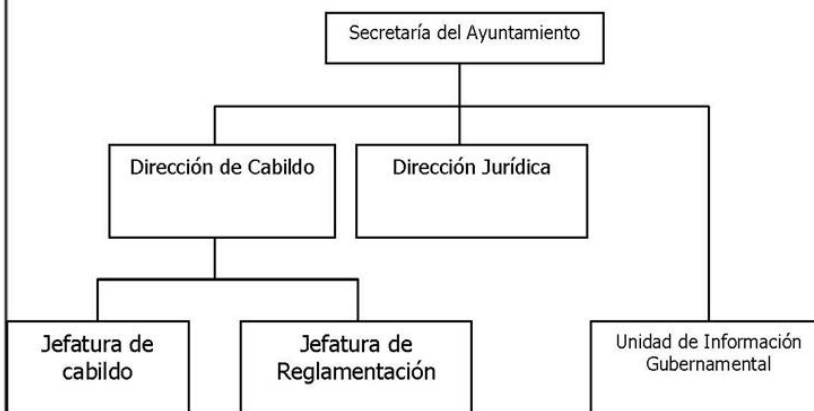 Secretaría del Ayuntamiento
Dirección de Cabildo
Dirección Jurídica
Jefatura de
cabildo
Jefatura de
Reglamentación
Unidad de Información
Gubernamental